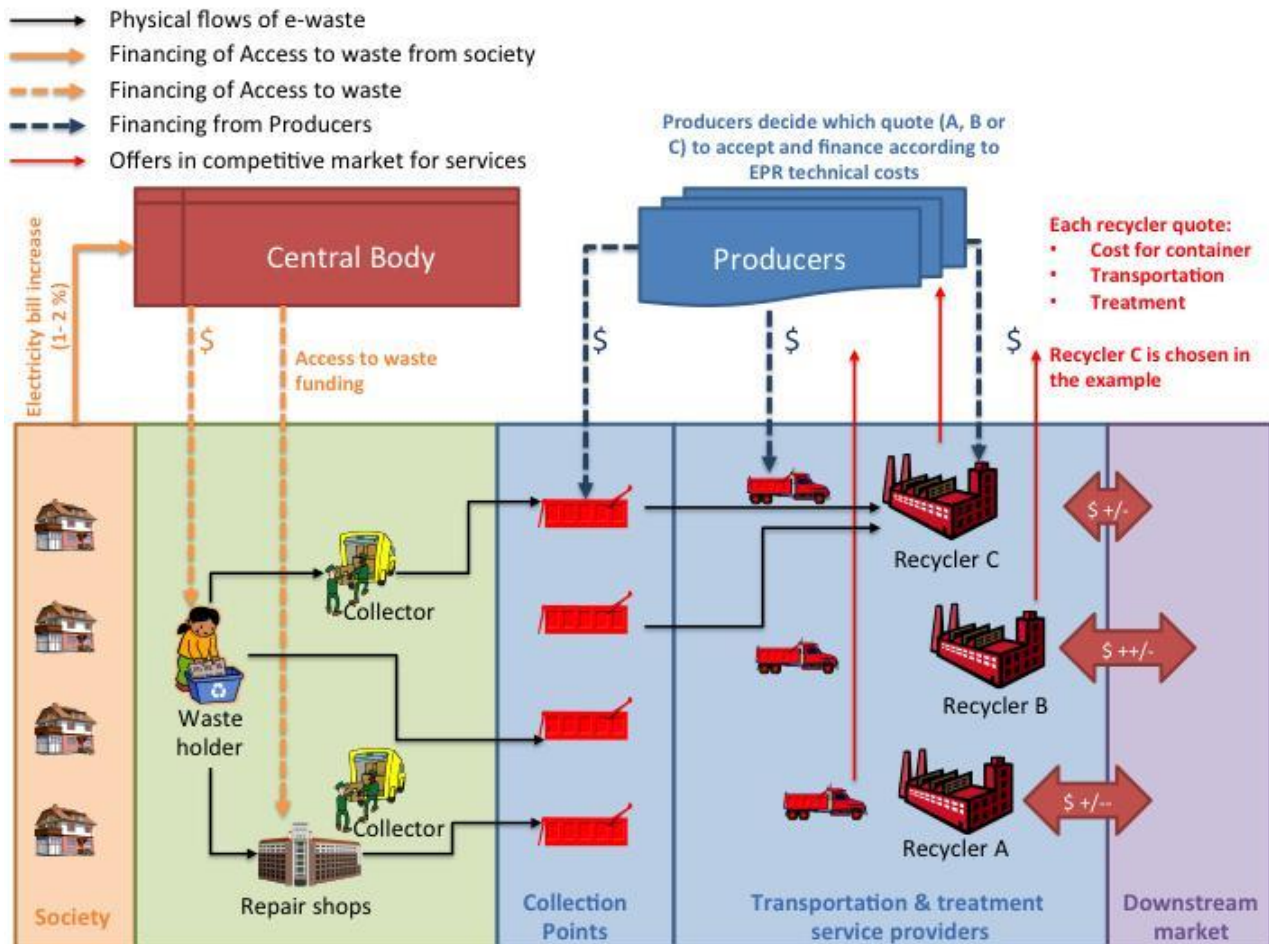 Physical flows of e-waste
Financing of Access to waste from society
Financing of Access to waste
Financing from Producers
Offers in competitive market for services
Producers decide which quote (A, B or
C) to accept and finance according to
EPR technical costs
Electricity bill increase
(1- 2 %)
Central Body
Producers
Each recycler quote:
• Cost for container
• Transportation
• Treatment
$
Access to waste
funding
$
$
$
Recycler C is chosen in
the example
Collector
Recycler C
$ +/-
Waste
holder
Recycler B
$ ++/-
Collector
Repair shops
Recycler A
$ +/--
Society
Collection
Points
Transportation & treatment
service providers
Downstream
market